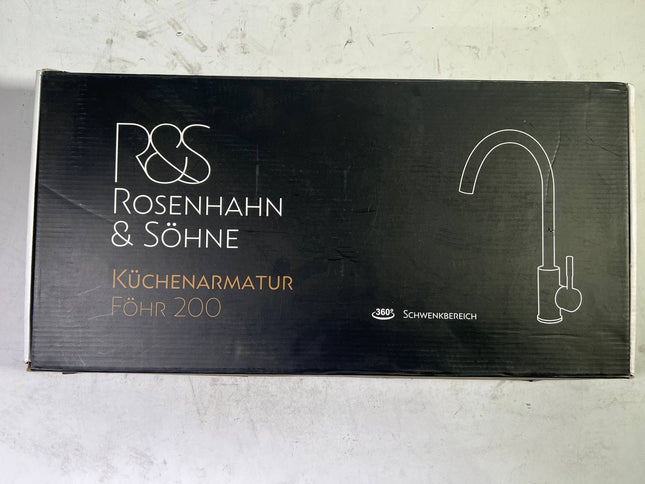 R&S
ROSENHAHN
& SÖHNE
KÜCHENARMATUR
FÖHR 200
360° SCHWENKBEREICH